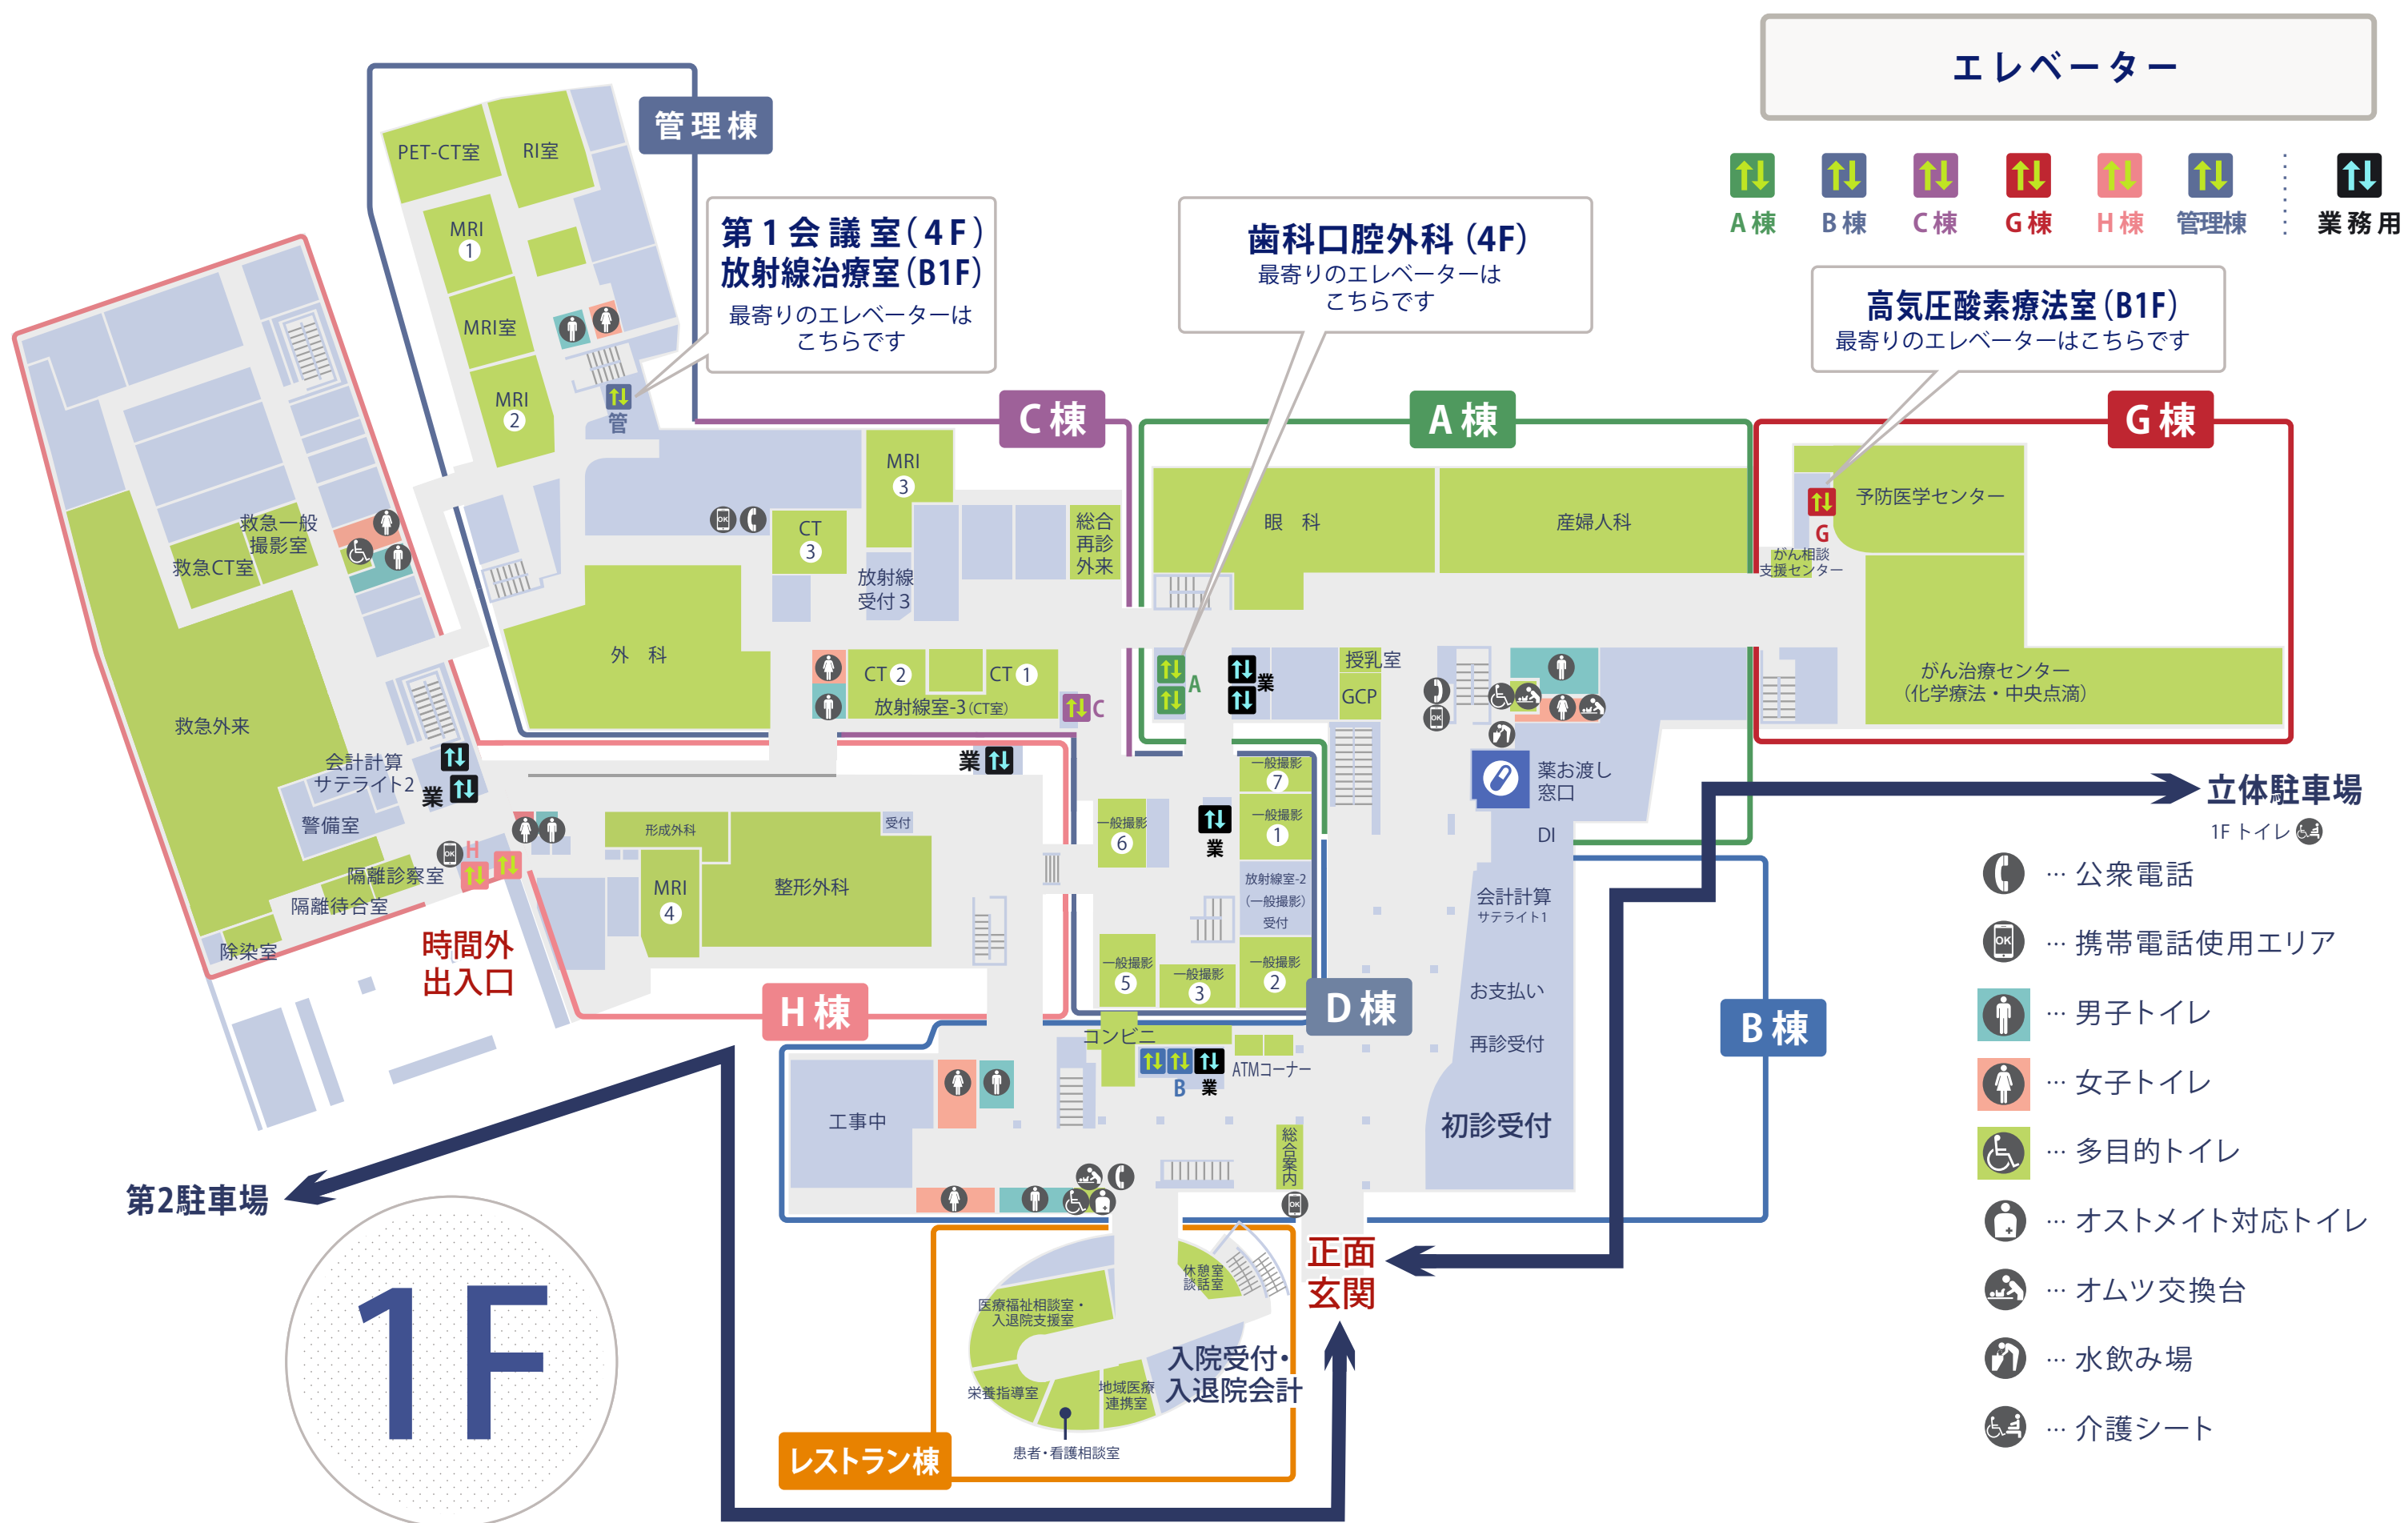 エレベーター
A棟
B棟
C棟
G棟
H棟
管理棟
業務用
管理棟
PET-CT室
RI室
MRI
1
MRI室
MRI
2
管
第1会議室(4F)
放射線治療室(B1F)
最寄りのエレベーターは
こちらです
歯科口腔外科(4F)
最寄りのエレベーターは
こちらです
高気圧酸素療法室(B1F)
最寄りのエレベーターはこちらです
C棟
A棟
G棟
MRI
3
OK
CT
3
総合
再診
外来
放射線
受付3
眼 科
産婦人科
予防医学センター
G
がん相談
支援センター
がん治療センター
(化学療法・中央点滴)
救急一般
撮影室
救急CT室
救急外来
外 科
CT 2
CT 1
放射線室-3(CT室)
C
A
業
授乳室
GCP
OK
薬お渡し
窓口
DI
会計計算
サテライト2
業
業
警備室
OK
H
隔離診察室
隔離待合室
除染室
時間外
出入口
形成外科
受付
MRI
4
整形外科
H棟
一般撮影
7
一般撮影
6
業
一般撮影
1
放射線室-2
(一般撮影)
受付
一般撮影
5
一般撮影
3
一般撮影
2
D棟
会計計算
サテライト1
お支払い
再診受付
初診受付
B棟
コンビニ
B
業
ATMコーナー
工事中
総合案内
OK
正面
玄関
休憩室
談話室
医療福祉相談室・
入退院支援室
栄養指導室
地域医療
連携室
患者・看護相談室
入院受付・
入退院会計
レストラン棟
第2駐車場
1F
立体駐車場
1Fトイレ
… 公衆電話
OK … 携帯電話使用エリア
… 男子トイレ
… 女子トイレ
… 多目的トイレ
… オストメイト対応トイレ
… オムツ交換台
… 水飲み場
… 介護シート